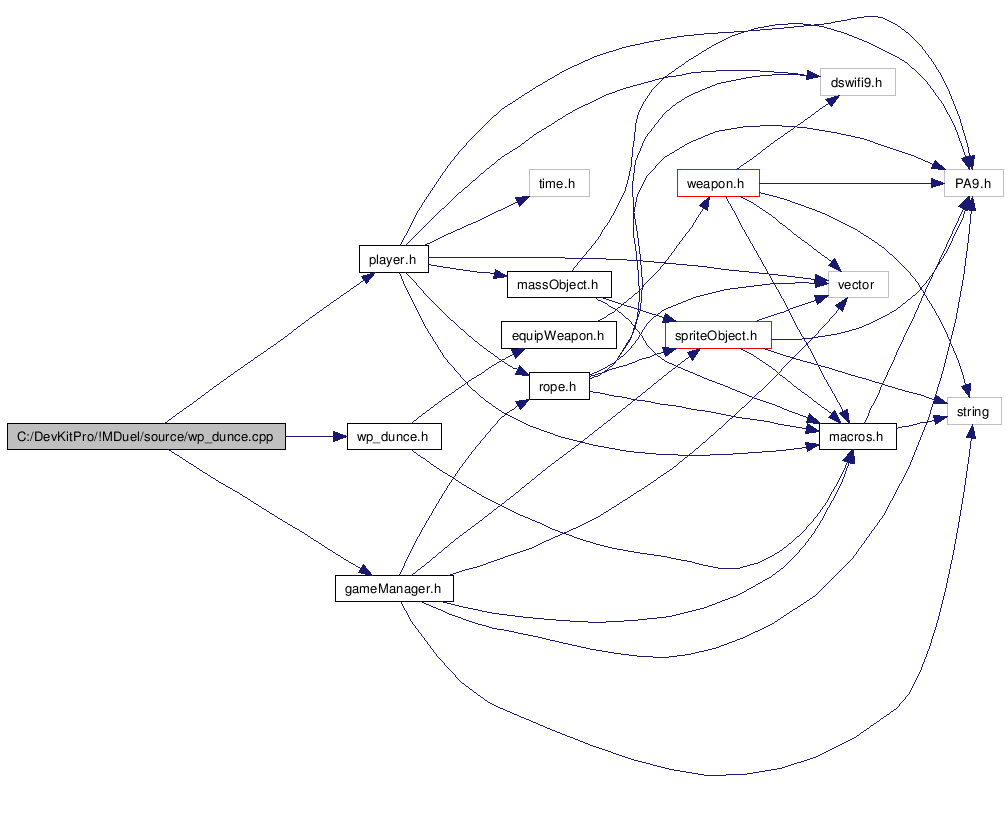 dswifi9.h
time.h
weapon.h
PA9.h
player.h
massObject.h
vector
equipWeapon.h
spriteObject.h
rope.h
string
C:/DevKitPro/!MDuel/source/wp_dunce.cpp
wp_dunce.h
macros.h
gameManager.h